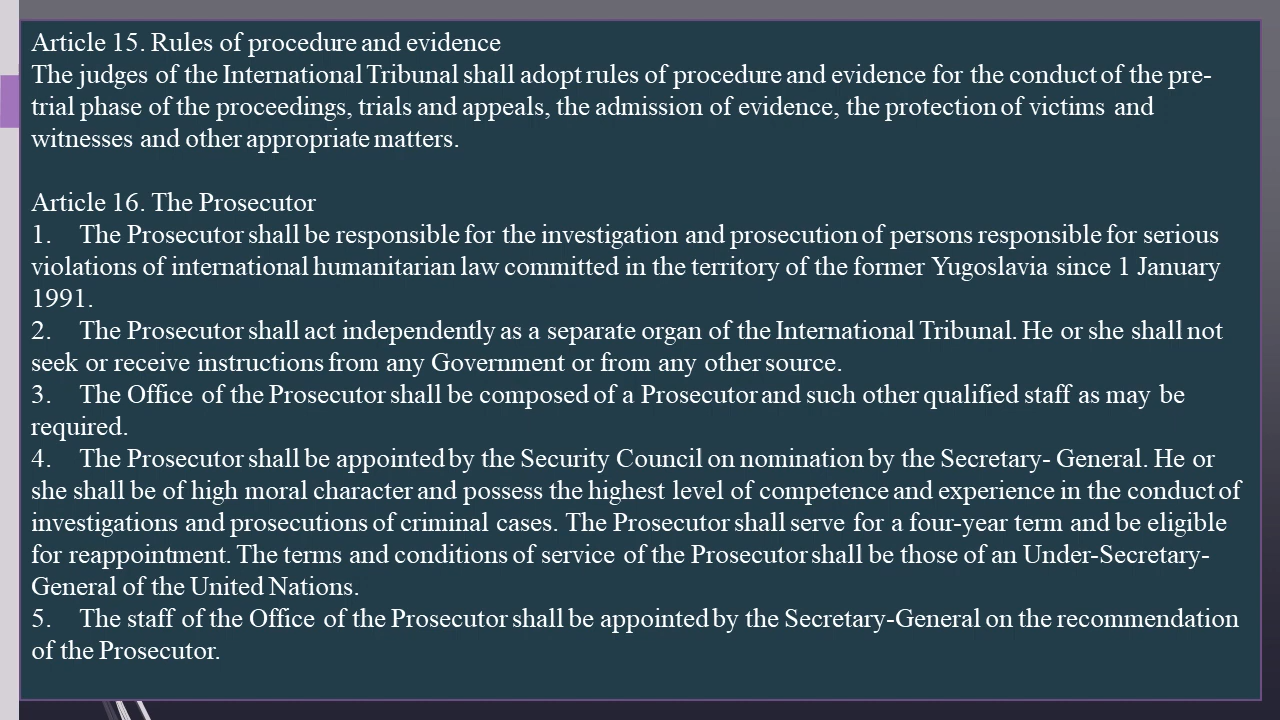 Article 15. Rules of procedure and evidence
The judges of the International Tribunal shall adopt rules of procedure and evidence for the conduct of the pre-
trial phase of the proceedings, trials and appeals, the admission of evidence, the protection of victims and
witnesses and other appropriate matters.

Article 16. The Prosecutor
1. The Prosecutor shall be responsible for the investigation and prosecution of persons responsible for serious
violations of international humanitarian law committed in the territory of the former Yugoslavia since 1 January
1991.
2. The Prosecutor shall act independently as a separate organ of the International Tribunal. He or she shall not
seek or receive instructions from any Government or from any other source.
3. The Office of the Prosecutor shall be composed of a Prosecutor and such other qualified staff as may be
required.
4. The Prosecutor shall be appointed by the Security Council on nomination by the Secretary- General. He or
she shall be of high moral character and possess the highest level of competence and experience in the conduct of
investigations and prosecutions of criminal cases. The Prosecutor shall serve for a four-year term and be eligible
for reappointment. The terms and conditions of service of the Prosecutor shall be those of an Under-Secretary-
General of the United Nations.
5. The staff of the Office of the Prosecutor shall be appointed by the Secretary-General on the recommendation
of the Prosecutor.